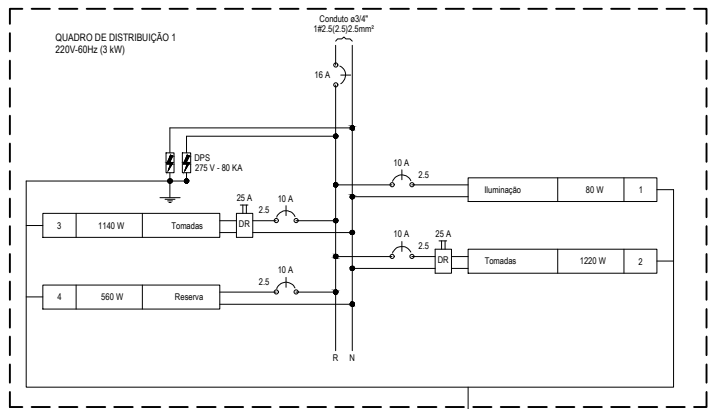 Conduto ø3/4"
1#2.5(2.5)2.5mm²
QUADRO DE DISTRIBUIÇÃO 1
220V-60Hz (3 kW)
16 A
DPS
275 V - 80 KA
10 A
2.5
Iluminação 80 W 1
25 A
10 A
2.5
3 1140 W Tomadas DR
10 A
25 A
2.5
DR Tomadas 1220 W 2
10 A
2.5
4 560 W Reserva
R N